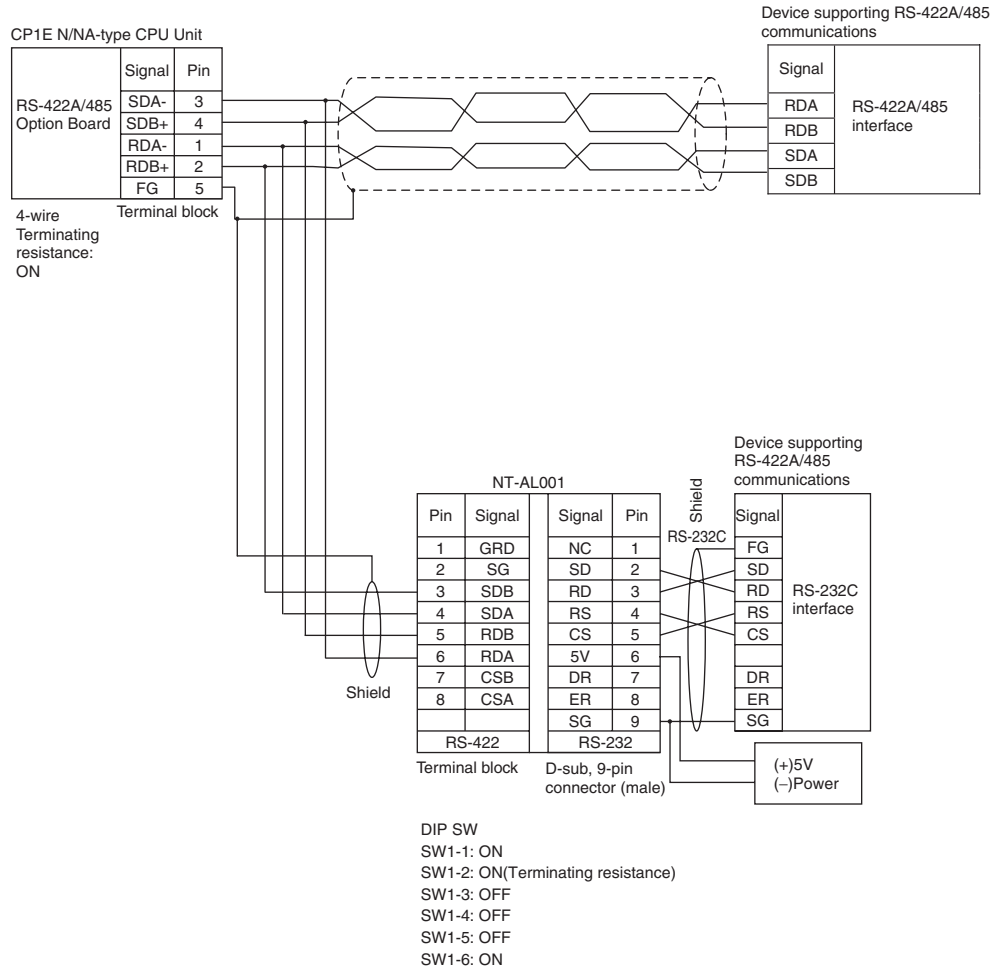 Device supporting RS-422A/485
communications
CP1E N/NA-type CPU Unit
Signal Pin
RS-422A/485
Option Board
SDA- 3
SDB+ 4
RDA- 1
RDB+ 2
FG 5
4-wire
Terminating
resistance:
ON
Terminal block
Signal
RDA
RDB
SDA
SDB
RS-422A/485
interface
Device supporting
RS-422A/485
communications
NT-AL001
Pin Signal Signal Pin
1 GRD NC 1
2 SG SD 2
3 SDB RD 3
4 SDA RS 4
5 RDB CS 5
6 RDA 5V 6
7 CSB DR 7
8 CSA ER 8
SG 9
RS-422 RS-232
Terminal block
D-sub, 9-pin
connector (male)
Shield
Shield
RS-232C
Signal
FG
SD
RD
RS
CS
DR
ER
SG
RS-232C
interface
(+)5V
(−)Power
DIP SW
SW1-1: ON
SW1-2: ON(Terminating resistance)
SW1-3: OFF
SW1-4: OFF
SW1-5: OFF
SW1-6: ON